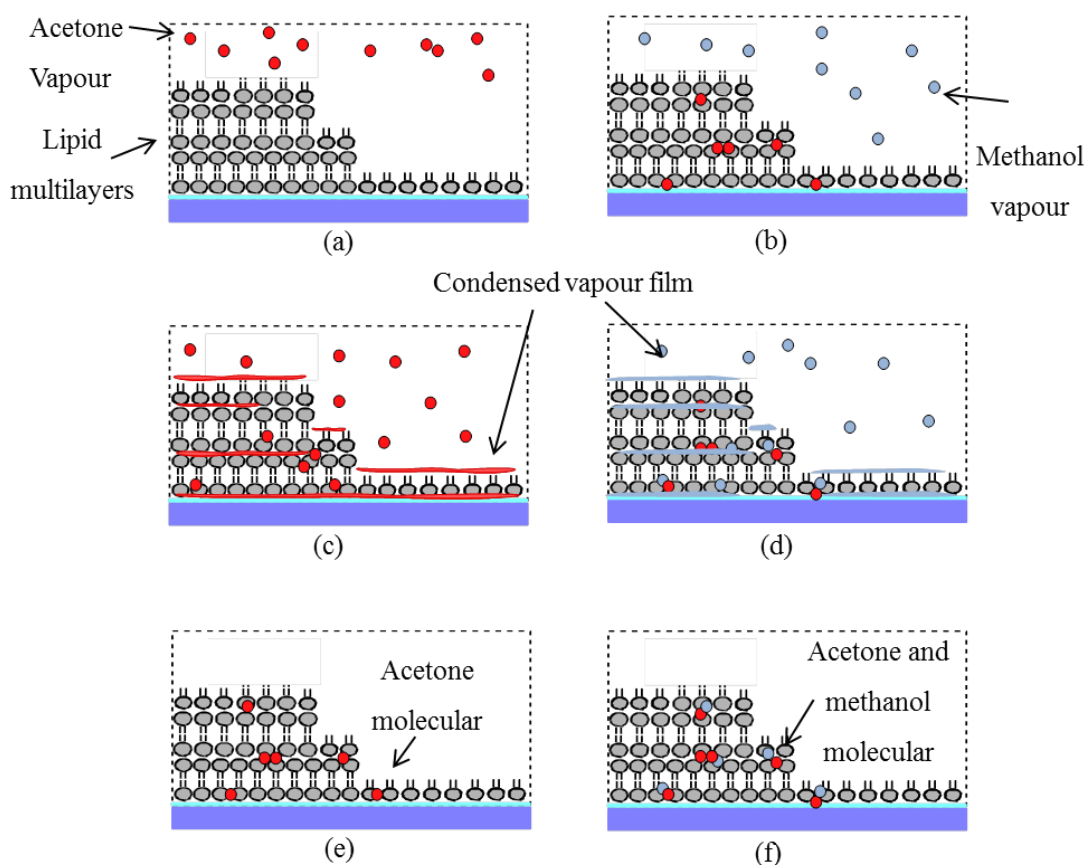 Acetone
Vapour
Lipid
multilayers
(a)
Methanol
vapour
(b)
Condensed vapour film
(c)
(d)
Acetone
molecular
(e)
Acetone and
methanol
molecular
(f)